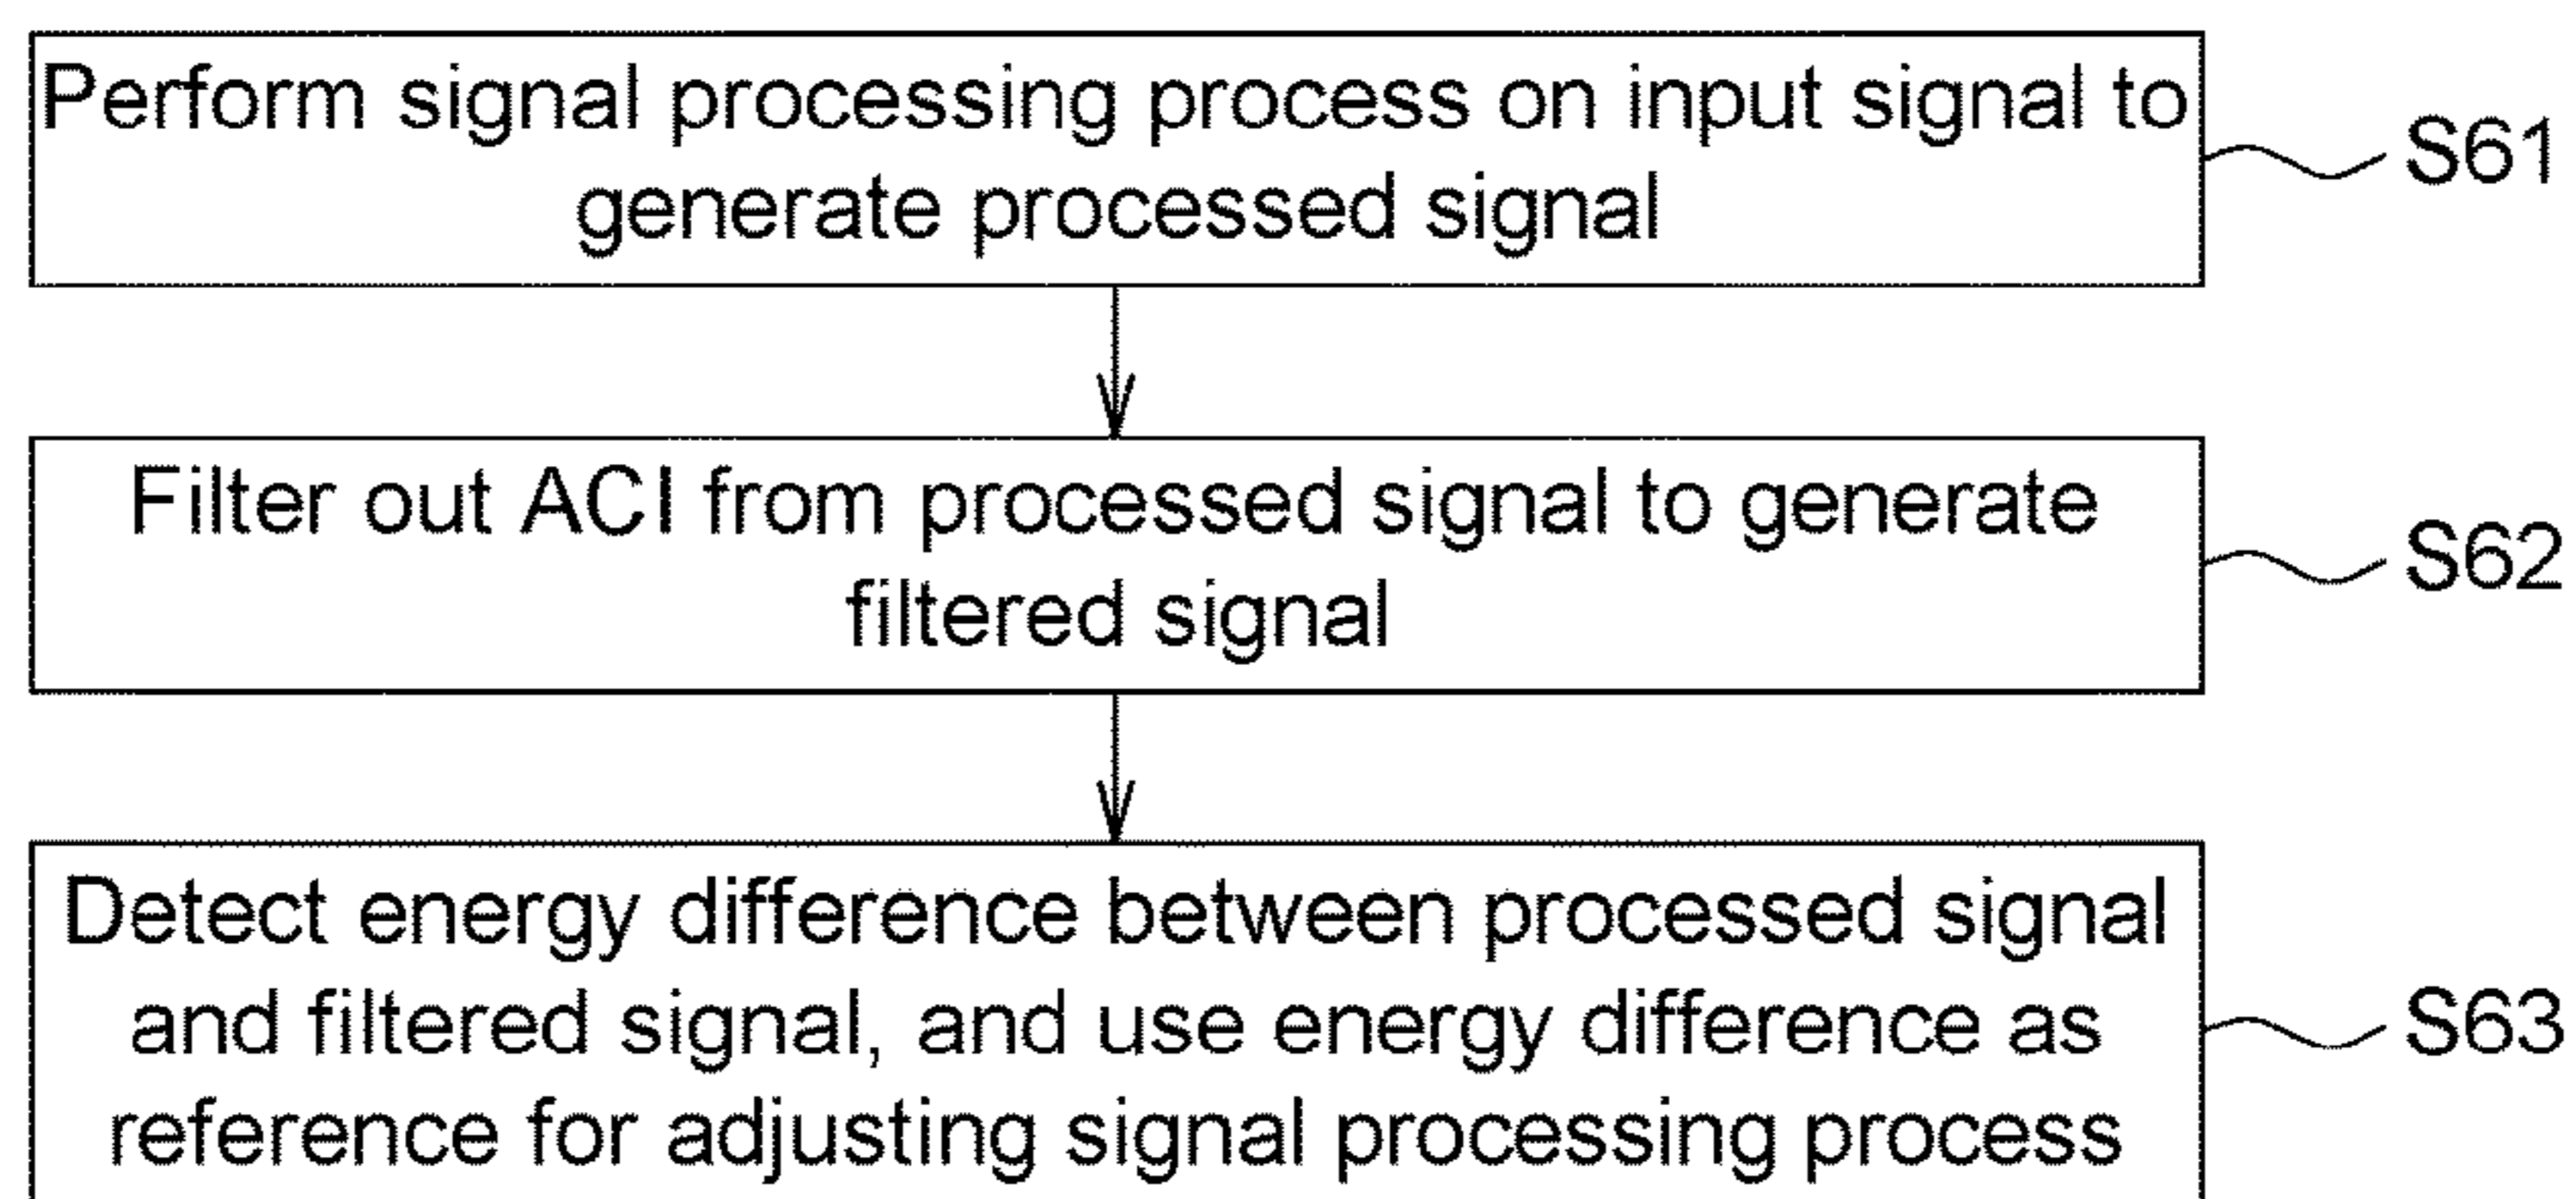 Perform signal processing process on input signal to
generate processed signal
S61
Filter out ACI from processed signal to generate
filtered signal
S62
Detect energy difference between processed signal
and filtered signal, and use energy difference as
reference for adjusting signal processing process
S63